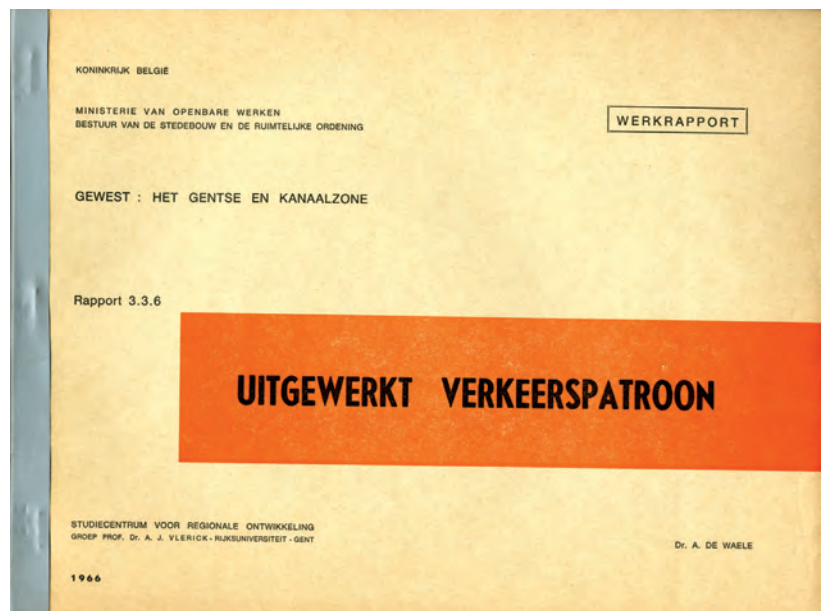 KONINKRIJK BELGIË
MINISTERIE VAN OPENBARE WERKEN
BESTUUR VAN DE STEDEBOUW EN DE RUIMTELIJKE ORDENING
WERKRAPPORT
GEWEST : HET GENTSE EN KANAALZONE
Rapport 3.3.6
UITGEWERKT VERKEERSPATROON
STUDIECENTRUM VOOR REGIONALE ONTWIKKELING
GROEP PROF. Dr. A. J. VLERICK - RIJKSUNIVERSITEIT - GENT
Dr. A. DE WAELE
1966